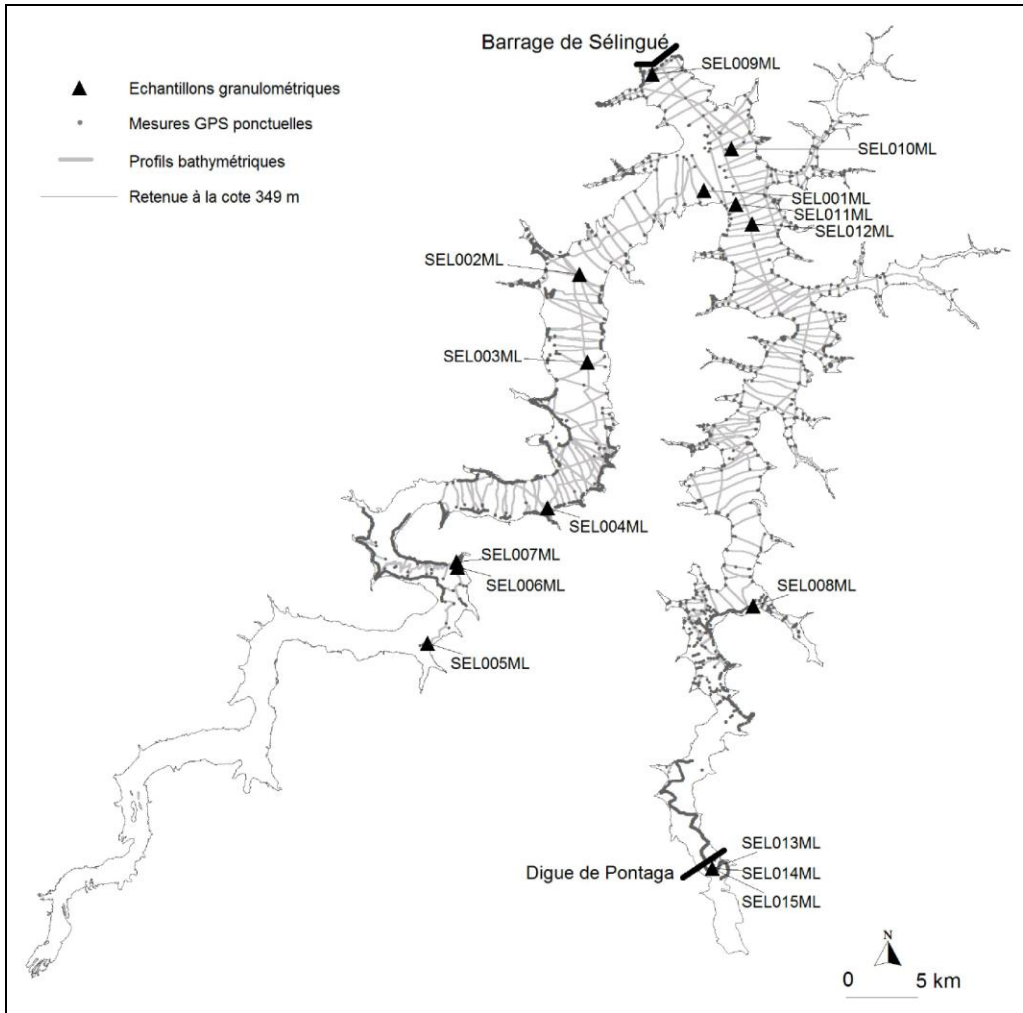 Barrage de Sélingué
SEL009ML
Echantillons granulométriques
Mesures GPS ponctuelles
Profils bathymétriques
Retenue à la cote 349 m
SEL010ML
SEL001ML
SEL011ML
SEL012ML
SEL002ML
SEL003ML
SEL004ML
SEL007ML
SEL006ML
SEL008ML
SEL005ML
SEL013ML
Digue de Pontaga
SEL014ML
SEL015ML
N
0 5 km